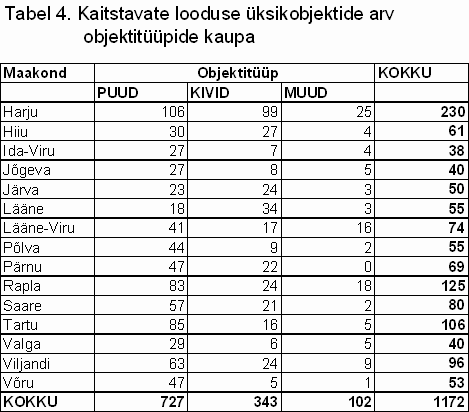 Tabel 4. Kaitstavate looduse üksikobjektide arv
objektitüüpide kaupa
Maakond Objektitüüp KOKKU
PUUD KIVID MUUD
Harju 106 99 25 230
Hiiu 30 27 4 61
Ida-Viru 27 7 4 38
Jõgeva 27 8 5 40
Järva 23 24 3 50
Lääne 18 34 3 55
Lääne-Viru 41 17 16 74
Põlva 44 9 2 55
Pärnu 47 22 0 69
Rapla 83 24 18 125
Saare 57 21 2 80
Tartu 85 16 5 106
Valga 29 6 5 40
Viljandi 63 24 9 96
Võru 47 5 1 53
KOKKU 727 343 102 1172